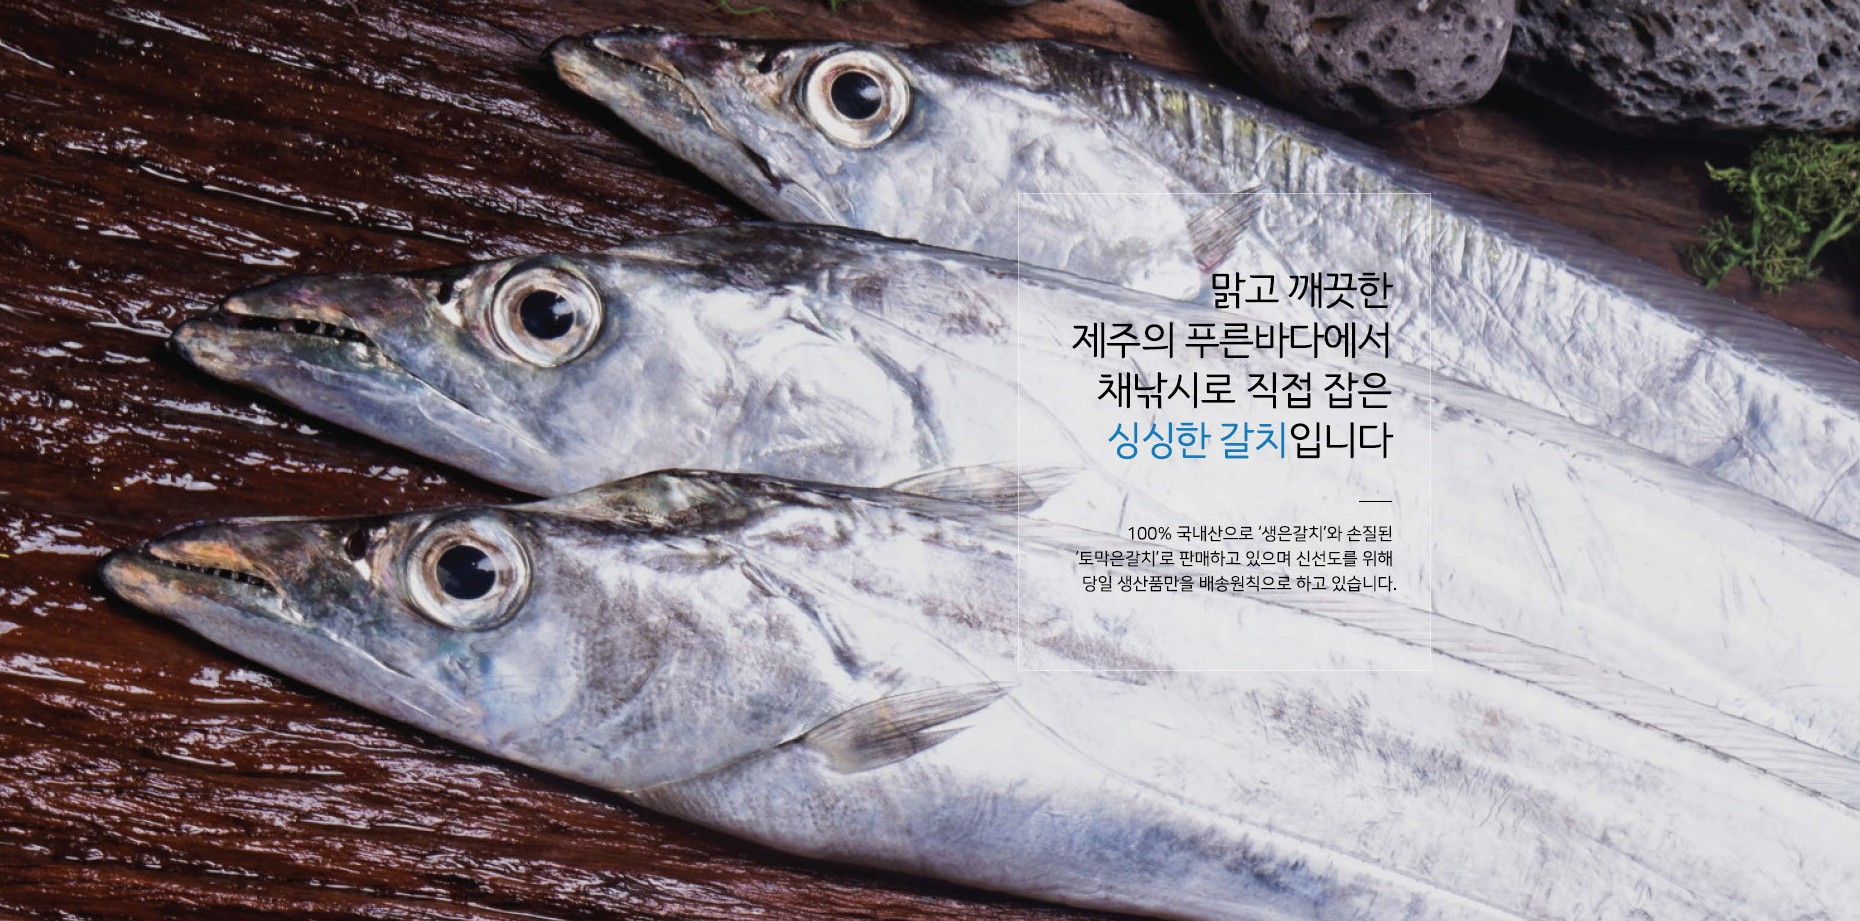 맑고 깨끗한
제주의 푸른바다에서
채낚시로 직접 잡은
싱싱한 갈치입니다
100% 국내산으로 '생은갈치'와 손질된
'토막은갈치'로 판매하고 있으며 신선도를 위해
당일 생산품만을 배송원칙으로 하고 있습니다.